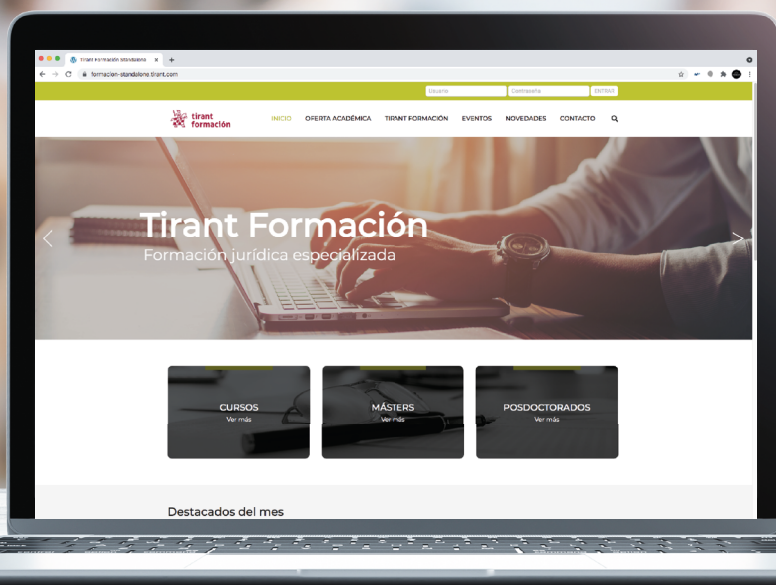 Tirant Formación Standalone
formacion-standalone.tirant.com
Usuario
Contraseña
ENTRAR
tirant
formación
INICIO OFERTA ACADÉMICA TIRANT FORMACIÓN EVENTOS NOVEDADES CONTACTO
Tirant Formación
Formación jurídica especializada
CURSOS
Ver más
MÁSTERS
Ver más
POSDOCTORADOS
Ver más
Destacados del mes